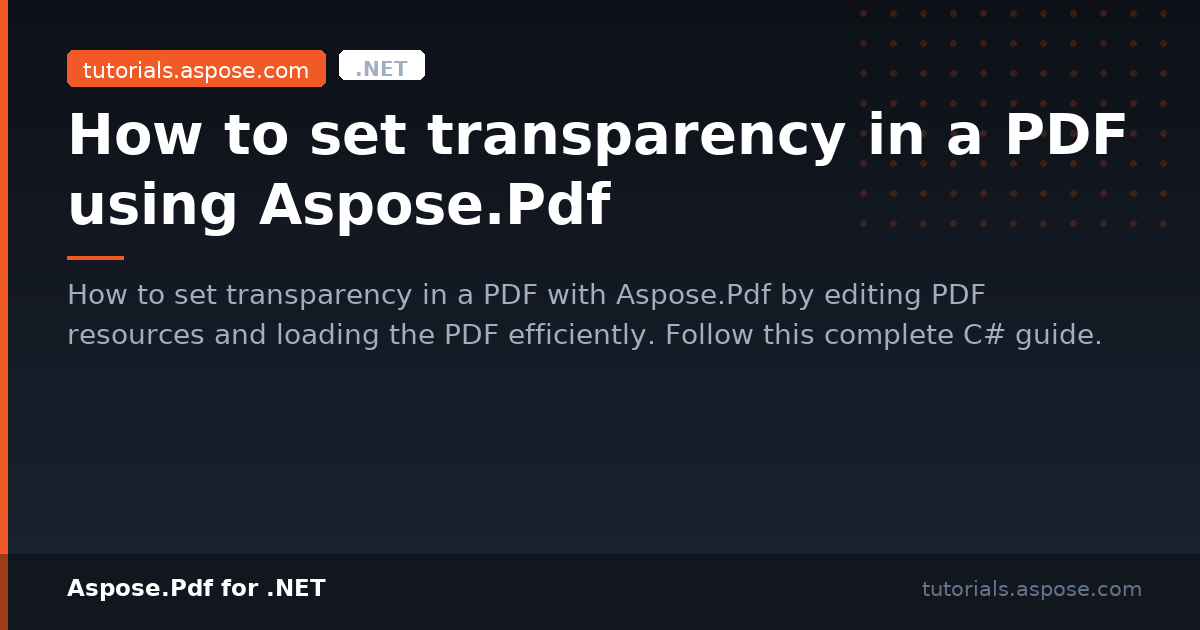 tutorials.aspose.com
.NET
How to set transparency in a PDF
using Aspose.Pdf
How to set transparency in a PDF with Aspose.Pdf by editing PDF
resources and loading the PDF efficiently. Follow this complete C# guide.
Aspose.Pdf for .NET
tutorials.aspose.com